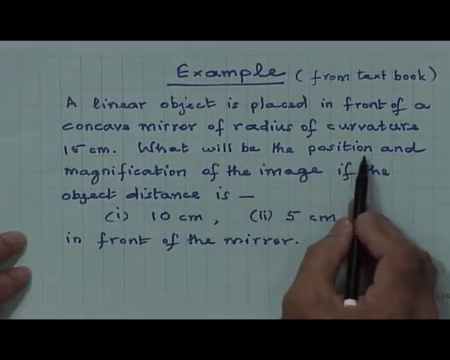 Example (from text book)
A linear object is placed in front of a
concave mirror of radius of curvature
15 cm. What will be the position and
magnification of the image if the
object distance is —
(i) 10 cm, (ii) 5 cm
in front of the mirror.